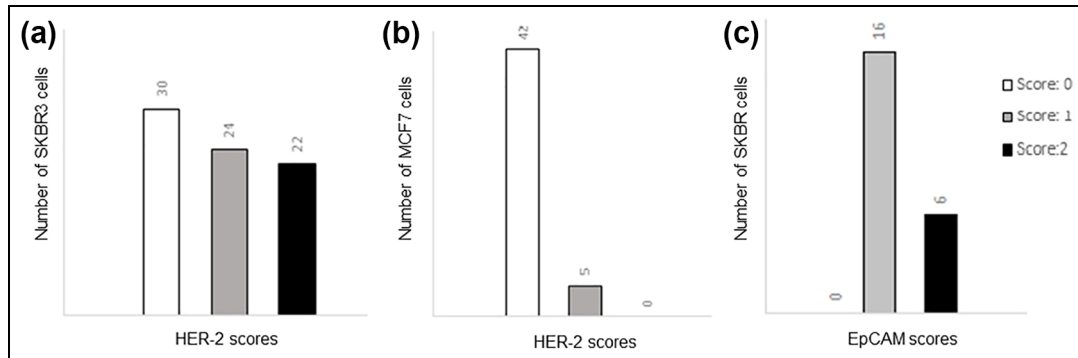 (a)
Number of SKBR3 cells
30
24
22
HER-2 scores
(b)
Number of MCF7 cells
42
5
0
HER-2 scores
(c)
Number of SKBR cells
0
16
6
EpCAM scores
Score: 0
Score: 1
Score:2